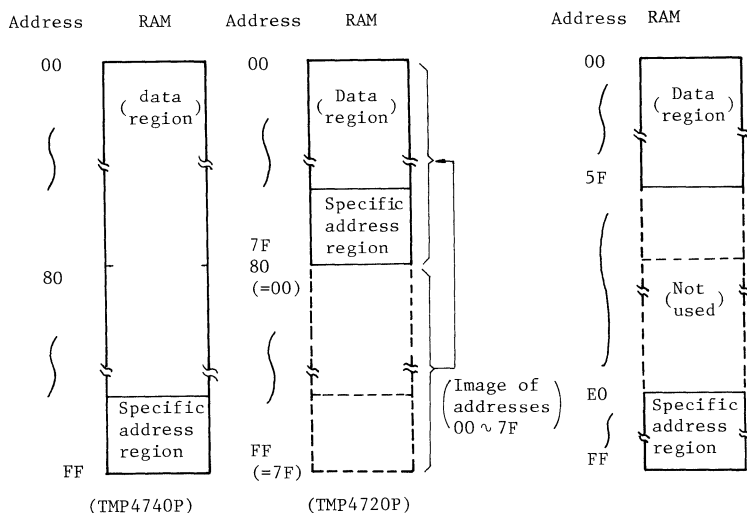 Address RAM
00
data
( region )
80
Specific
address
region
FF
(TMP4740P)
Address RAM
00
( Data
region )
Specific
address
region
7F
80
(=00)
FF
(=7F)
(TMP4720P)
( Image of
addresses
00 ~ 7F )
Address RAM
00
( Data
region )
5F
( Not
used )
E0
Specific
address
region
FF